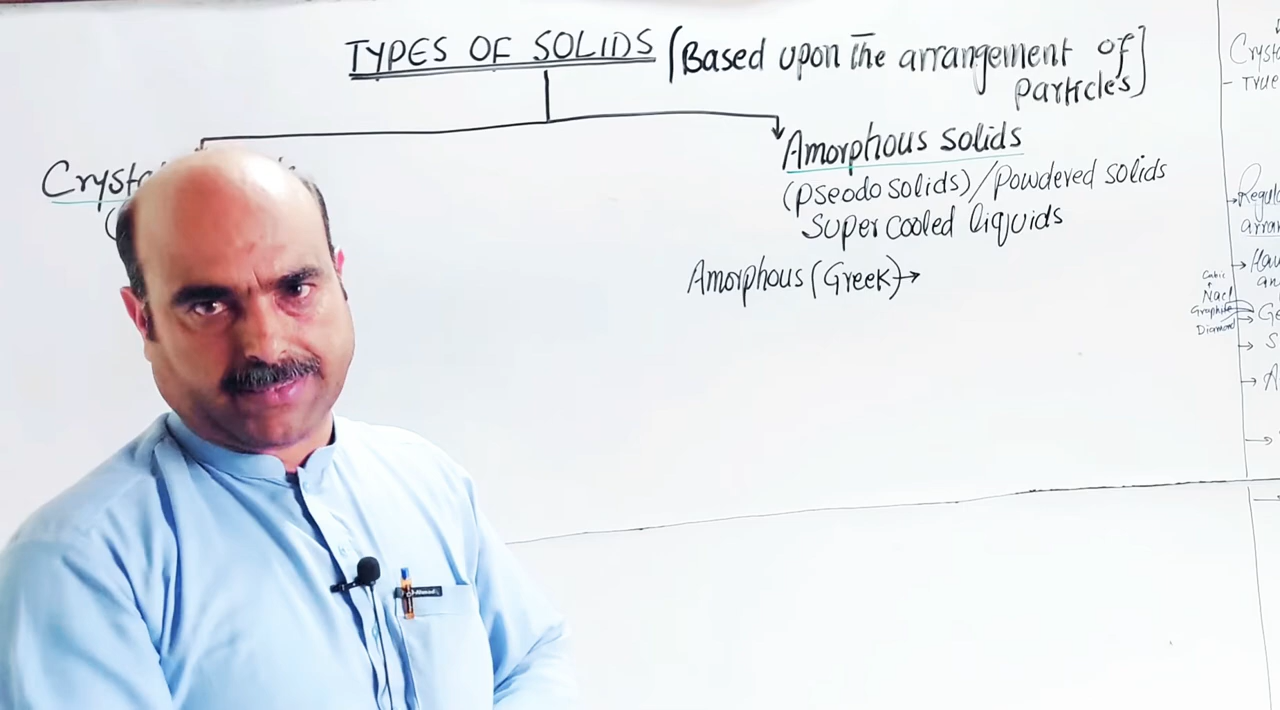 TYPES OF SOLIDS [Based upon the arrangement of
particles]
Amorphous solids
(pseodo solids)/Powdered solids
Super cooled liquids
Amorphous (Greek)→
Cubic
Nacl
Graphite
Diamond
- True